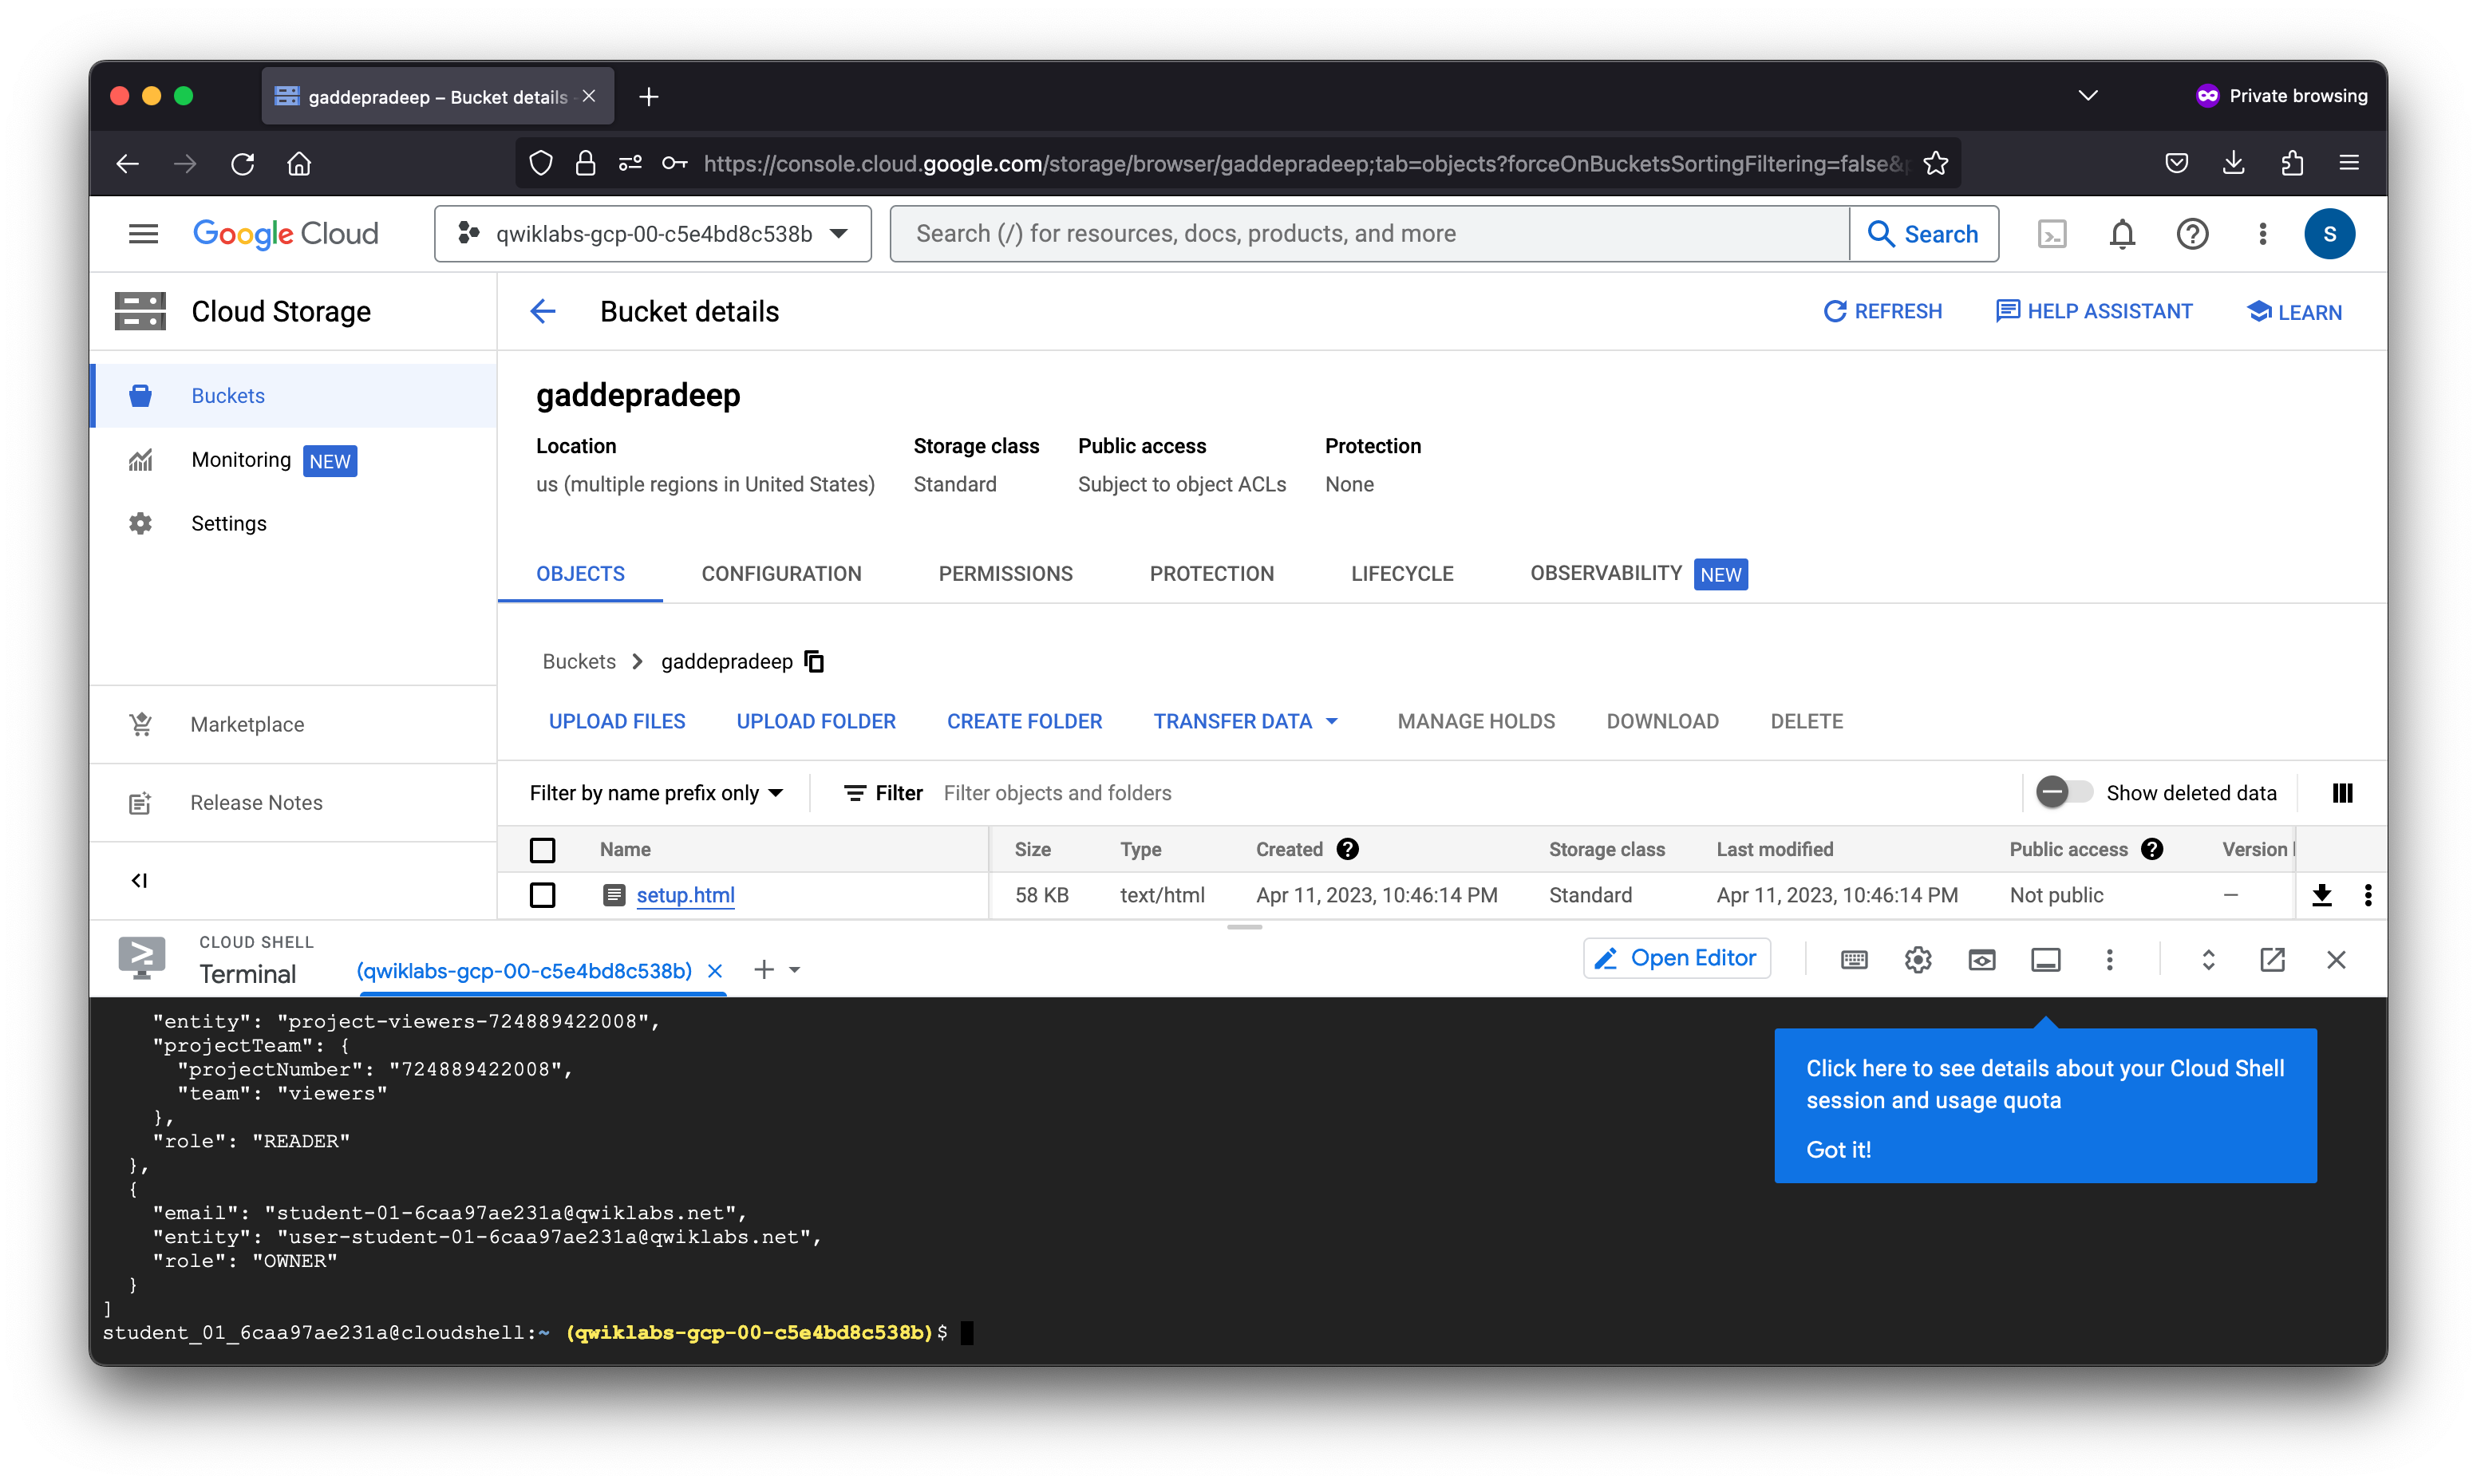 gaddepradeep – Bucket details
Private browsing
https://console.cloud.google.com/storage/browser/gaddepradeep;tab=objects?forceOnBucketsSortingFiltering=false&
Google Cloud
qwiklabs-gcp-00-c5e4bd8c538b
Search (/) for resources, docs, products, and more
Search
S
Cloud Storage
Bucket details
REFRESH
HELP ASSISTANT
LEARN
Buckets
Monitoring NEW
Settings
Marketplace
Release Notes
gaddepradeep
Location Storage class Public access Protection
us (multiple regions in United States) Standard Subject to object ACLs None
OBJECTS CONFIGURATION PERMISSIONS PROTECTION LIFECYCLE OBSERVABILITY NEW
Buckets > gaddepradeep
UPLOAD FILES UPLOAD FOLDER CREATE FOLDER TRANSFER DATA MANAGE HOLDS DOWNLOAD DELETE
Filter by name prefix only Filter Filter objects and folders Show deleted data
Name Size Type Created Storage class Last modified Public access Version
setup.html 58 KB text/html Apr 11, 2023, 10:46:14 PM Standard Apr 11, 2023, 10:46:14 PM Not public —
CLOUD SHELL
Terminal
(qwiklabs-gcp-00-c5e4bd8c538b)
Open Editor
"entity": "project-viewers-724889422008",
"projectTeam": {
"projectNumber": "724889422008",
"team": "viewers"
},
"role": "READER"
},
{
"email": "student-01-6caa97ae231a@qwiklabs.net",
"entity": "user-student-01-6caa97ae231a@qwiklabs.net",
"role": "OWNER"
}
]
student_01_6caa97ae231a@cloudshell:~ (qwiklabs-gcp-00-c5e4bd8c538b)$
Click here to see details about your Cloud Shell
session and usage quota
Got it!